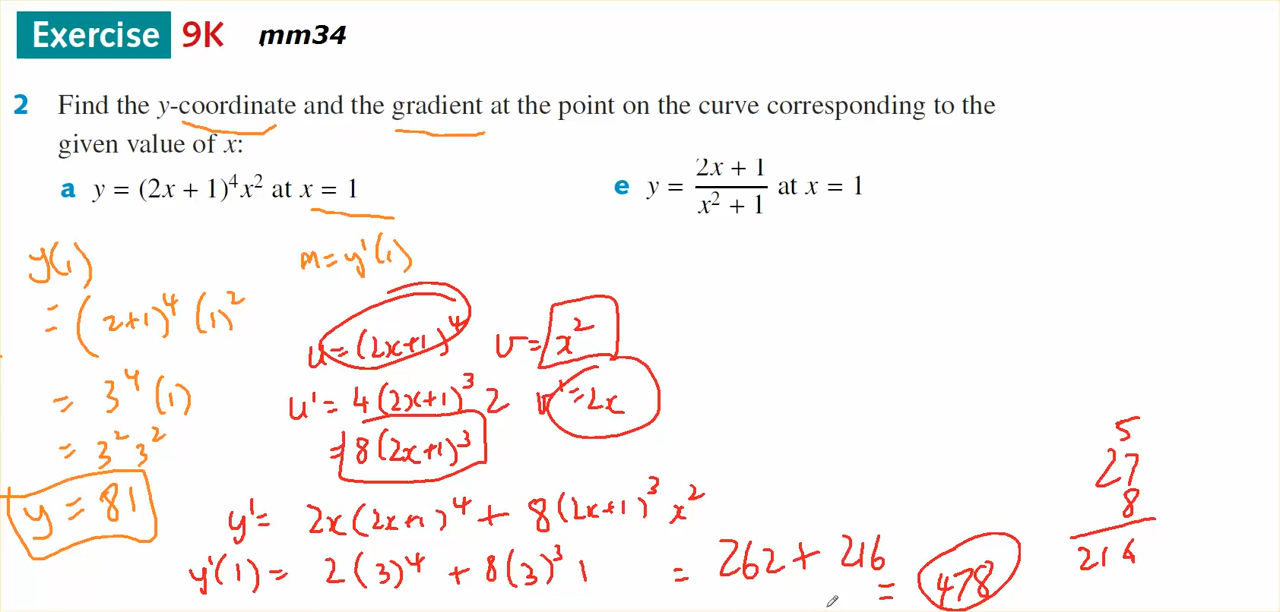 Exercise 9K mm34
2 Find the y-coordinate and the gradient at the point on the curve corresponding to the
given value of x:
a y = (2x + 1)⁴x² at x = 1
e y = (2x + 1)/(x² + 1) at x = 1
y(1)
= (2+1)⁴ (1)²
= 3⁴ (1)
= 3² 3²
y = 81
m = y'(1)
u = (2x+1)⁴ v = x²
u' = 4(2x+1)³ 2 v' = 2x
= 8(2x+1)³
y' = 2x(2x+1)⁴ + 8(2x+1)³ x²
y'(1) = 2(3)⁴ + 8(3)³ 1 = 262 + 216
= 478
5
27
8
216